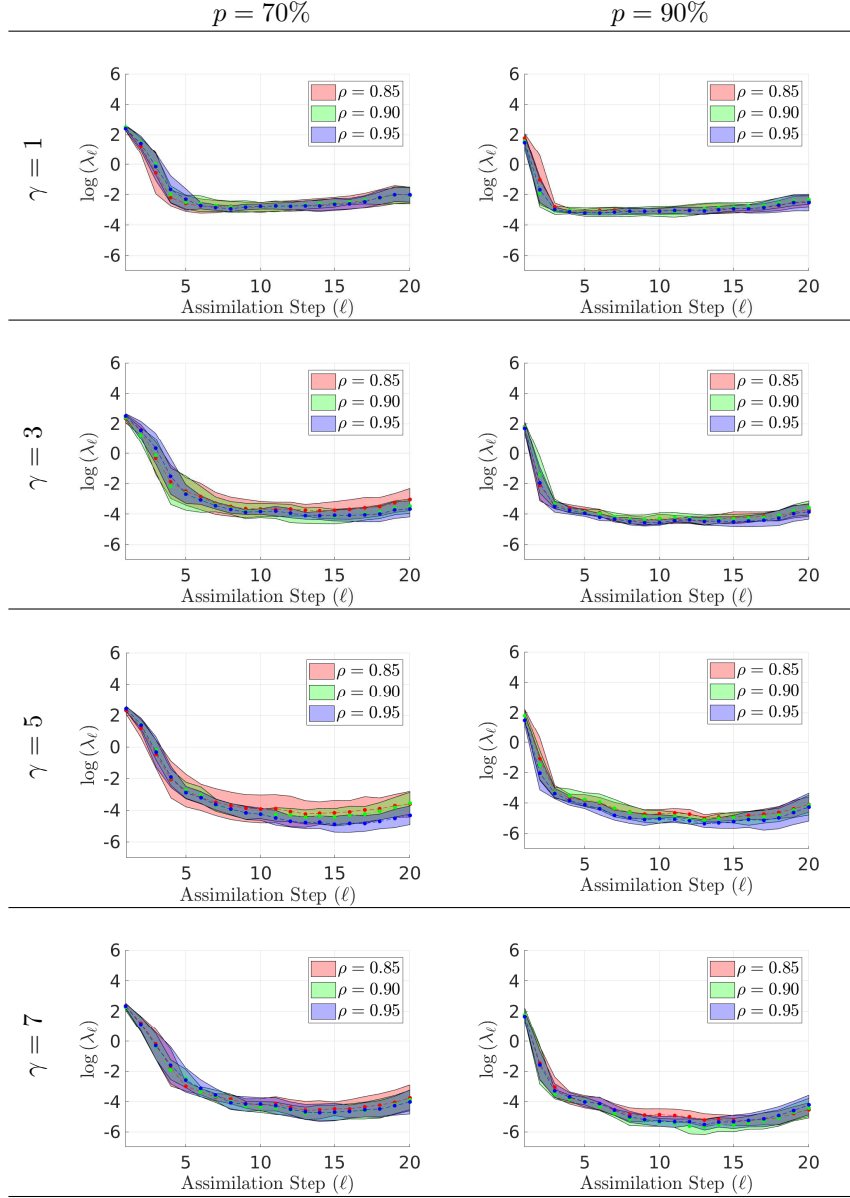 p = 70% p = 90%
γ = 1
log (λℓ)
6
4
2
0
-2
-4
-6
5 10 15 20
Assimilation Step (ℓ)
ρ = 0.85
ρ = 0.90
ρ = 0.95
log (λℓ)
6
4
2
0
-2
-4
-6
5 10 15 20
Assimilation Step (ℓ)
ρ = 0.85
ρ = 0.90
ρ = 0.95
γ = 3
log (λℓ)
6
4
2
0
-2
-4
-6
5 10 15 20
Assimilation Step (ℓ)
ρ = 0.85
ρ = 0.90
ρ = 0.95
log (λℓ)
6
4
2
0
-2
-4
-6
5 10 15 20
Assimilation Step (ℓ)
ρ = 0.85
ρ = 0.90
ρ = 0.95
γ = 5
log (λℓ)
6
4
2
0
-2
-4
-6
5 10 15 20
Assimilation Step (ℓ)
ρ = 0.85
ρ = 0.90
ρ = 0.95
log (λℓ)
6
4
2
0
-2
-4
-6
5 10 15 20
Assimilation Step (ℓ)
ρ = 0.85
ρ = 0.90
ρ = 0.95
γ = 7
log (λℓ)
6
4
2
0
-2
-4
-6
5 10 15 20
Assimilation Step (ℓ)
ρ = 0.85
ρ = 0.90
ρ = 0.95
log (λℓ)
6
4
2
0
-2
-4
-6
5 10 15 20
Assimilation Step (ℓ)
ρ = 0.85
ρ = 0.90
ρ = 0.95